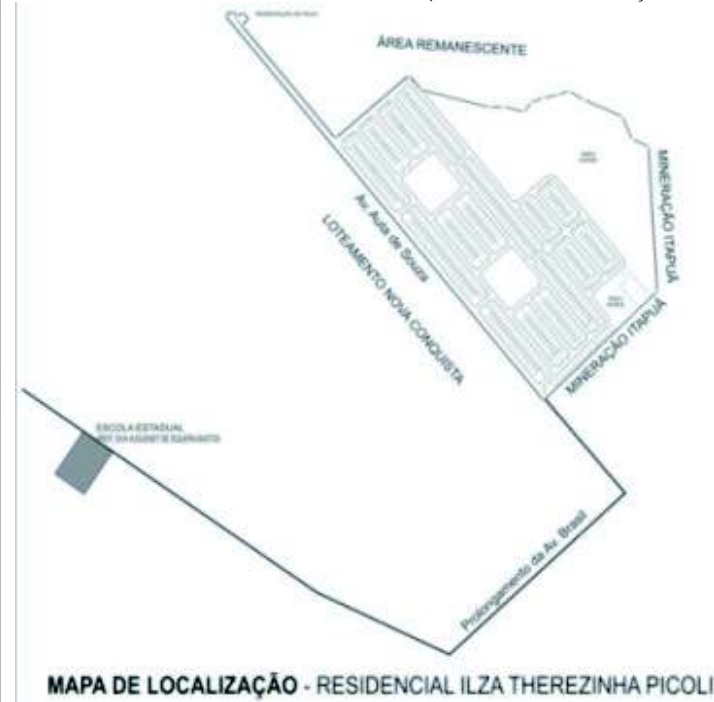 ÁREA REMANESCENTE
MINERAÇÃO ITAPUÃ
Av. Aula de Souza
LOTEAMENTO NOVA CONQUISTA
MINERAÇÃO ITAPUÃ
ESCOLA ESTADUAL
Prolongamento da Av. Brasil
MAPA DE LOCALIZAÇÃO - RESIDENCIAL ILZA THEREZINHA PICOLI